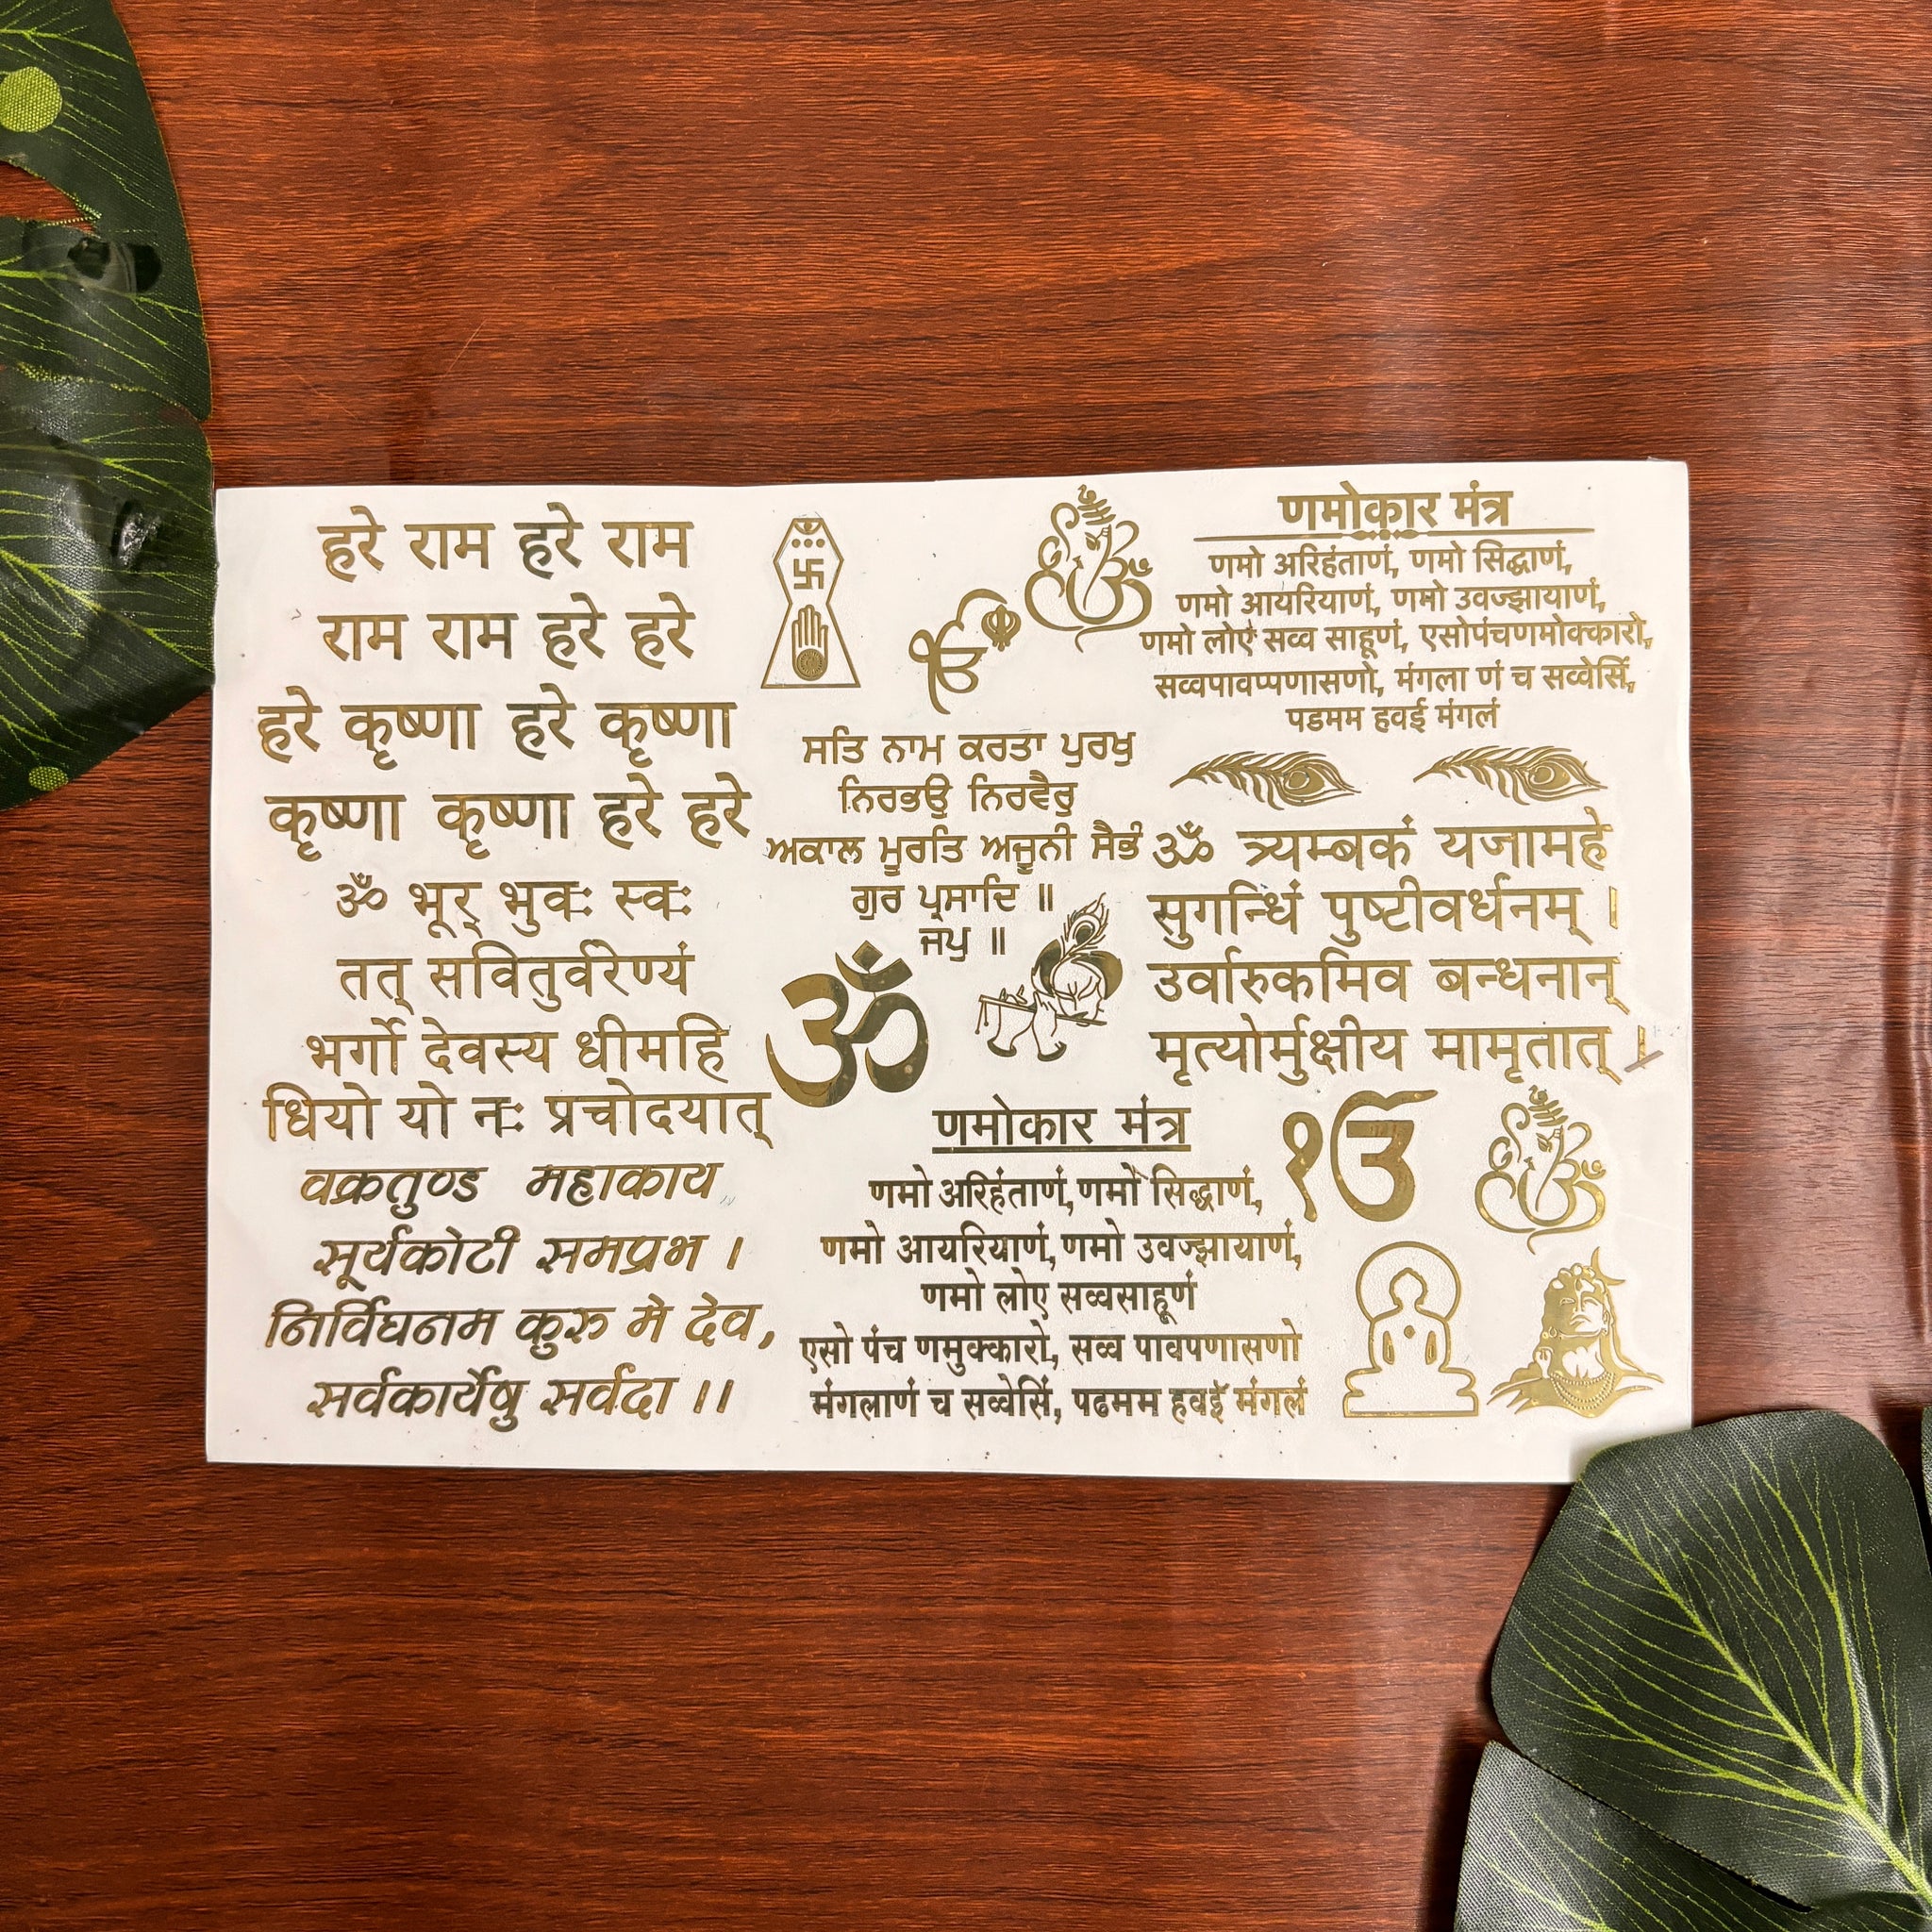 हरे राम हरे राम
राम राम हरे हरे
हरे कृष्णा हरे कृष्णा
कृष्णा कृष्णा हरे हरे
ॐ भूर् भुवः स्वः
तत् सवितुर्वरेण्यं
भर्गो देवस्य धीमहि
धियो यो नः प्रचोदयात्
वक्रतुण्ड महाकाय
सूर्यकोटी समप्रभ ।
निर्विघनम कुरु मे देव,
सर्वकार्येषु सर्वदा ।।
ੴ
ਸਤਿ ਨਾਮ ਕਰਤਾ ਪੁਰਖੁ
ਨਿਰਭਉ ਨਿਰਵੈਰੁ
ਅਕਾਲ ਮੂਰਤਿ ਅਜੂਨੀ ਸੈਭੰ
ਗੁਰ ਪ੍ਰਸਾਦਿ ॥
ਜਪੁ ॥
ॐ
णमोकार मंत्र
णमो अरिहंताणं, णमो सिद्धाणं,
णमो आयरियाणं, णमो उवज्झायाणं,
णमो लोए सव्वसाहूणं
एसो पंच णमुक्कारो, सव्व पावपणासणो
मंगलाणं च सव्वेसिं, पढमम हवइॅ मंगलं
णमोकार मंत्र
णमो अरिहंताणं, णमो सिद्धाणं,
णमो आयरियाणं, णमो उवज्झायाणं,
णमो लोएं सव्व साहूणं, एसोपंचणमोक्कारो,
सव्वपावप्पणासणो, मंगला णं च सव्वेसिं,
पडमम हवई मंगलं
ॐ त्र्यम्बकं यजामहे
सुगन्धिं पुष्टीवर्धनम् ।
उर्वारुकमिव बन्धनान्
मृत्योर्मुक्षीय मामृतात् ।
ੴ